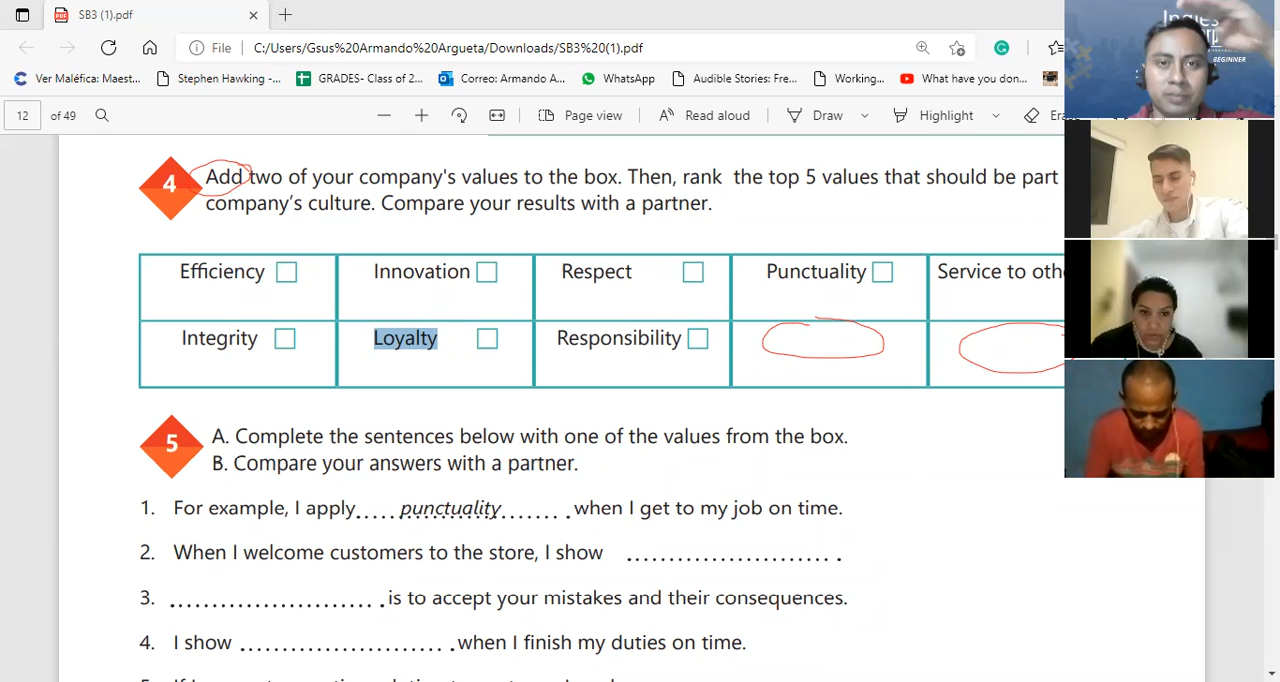 SB3 (1).pdf
File C:/Users/Gsus%20Armando%20Argueta/Downloads/SB3%20(1).pdf
Ver Maléfica: Maest... Stephen Hawking -... GRADES- Class of 2... Correo: Armando A... WhatsApp Audible Stories: Fre... Working... What have you don...
12 of 49 Page view Read aloud Draw Highlight
BEGINNER
4 Add two of your company's values to the box. Then, rank the top 5 values that should be part
company's culture. Compare your results with a partner.
Efficiency Innovation Respect Punctuality Service to oth
Integrity Loyalty Responsibility
5 A. Complete the sentences below with one of the values from the box.
B. Compare your answers with a partner.
1. For example, I apply.....punctuality.......when I get to my job on time.
2. When I welcome customers to the store, I show ........................
3. ........................is to accept your mistakes and their consequences.
4. I show ........................when I finish my duties on time.